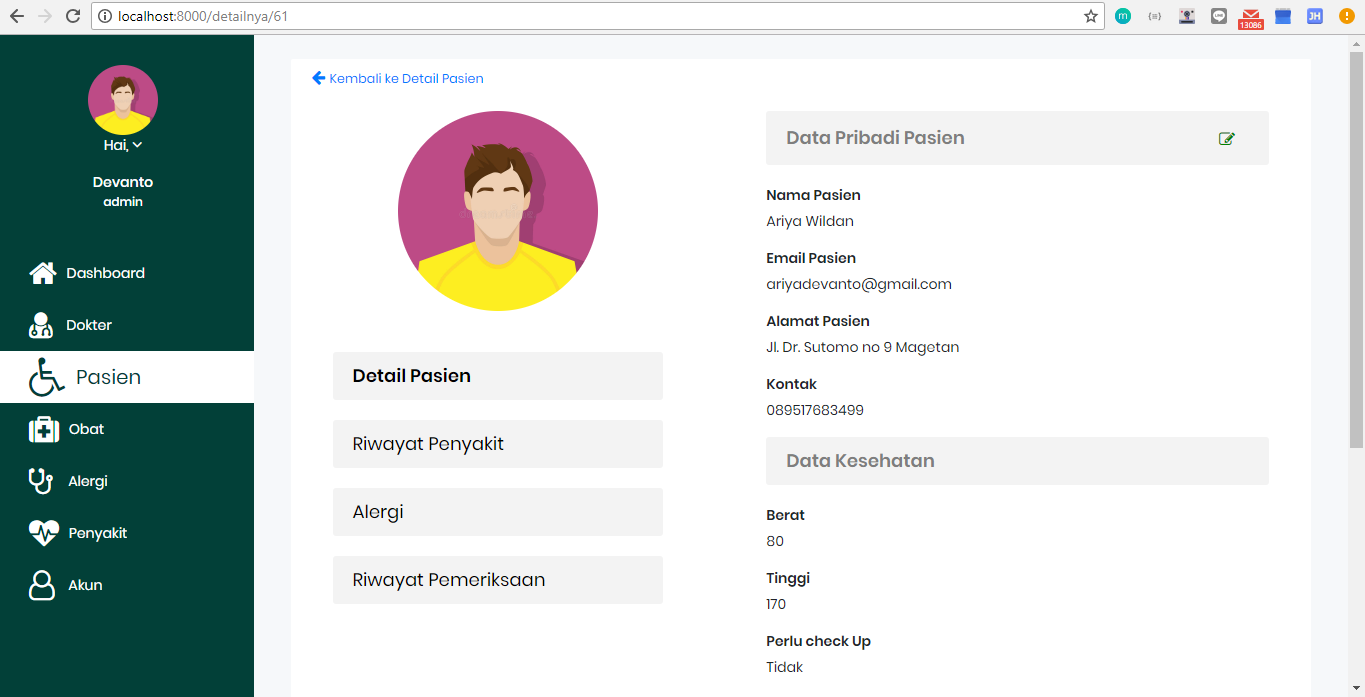 localhost:8000/detailnya/61
m
{=}
13086
JH
Hai,
Devanto
admin
Dashboard
Dokter
Pasien
Obat
Alergi
Penyakit
Akun
Kembali ke Detail Pasien
Detail Pasien
Riwayat Penyakit
Alergi
Riwayat Pemeriksaan
Data Pribadi Pasien
Nama Pasien
Ariya Wildan
Email Pasien
ariyadevanto@gmail.com
Alamat Pasien
Jl. Dr. Sutomo no 9 Magetan
Kontak
089517683499
Data Kesehatan
Berat
80
Tinggi
170
Perlu check Up
Tidak